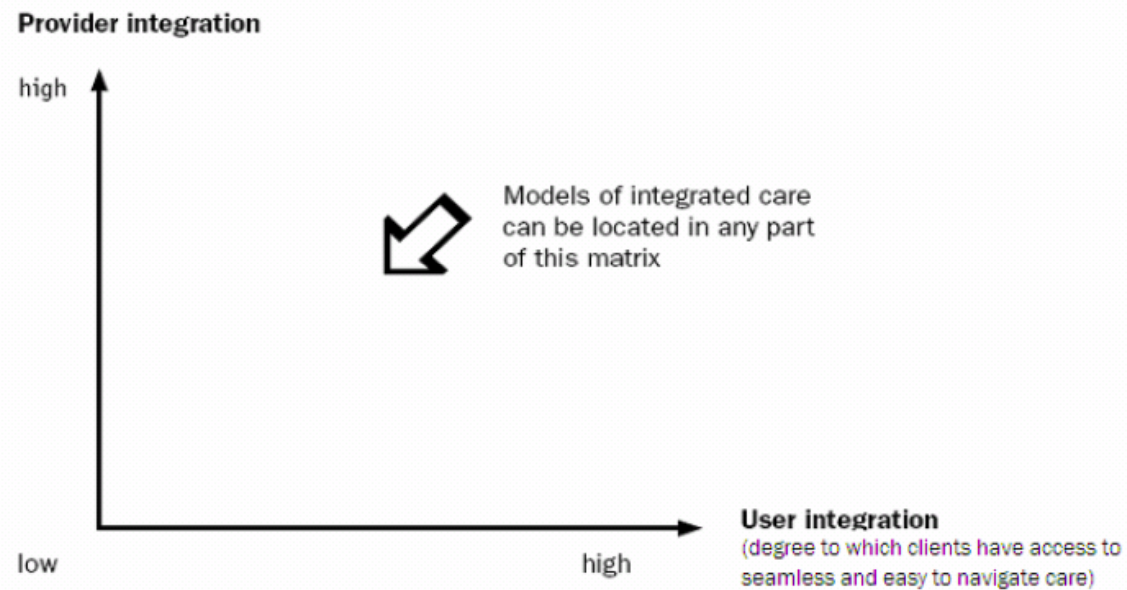 Provider integration
high
Models of integrated care
can be located in any part
of this matrix
User integration
(degree to which clients have access to
seamless and easy to navigate care)
low
high